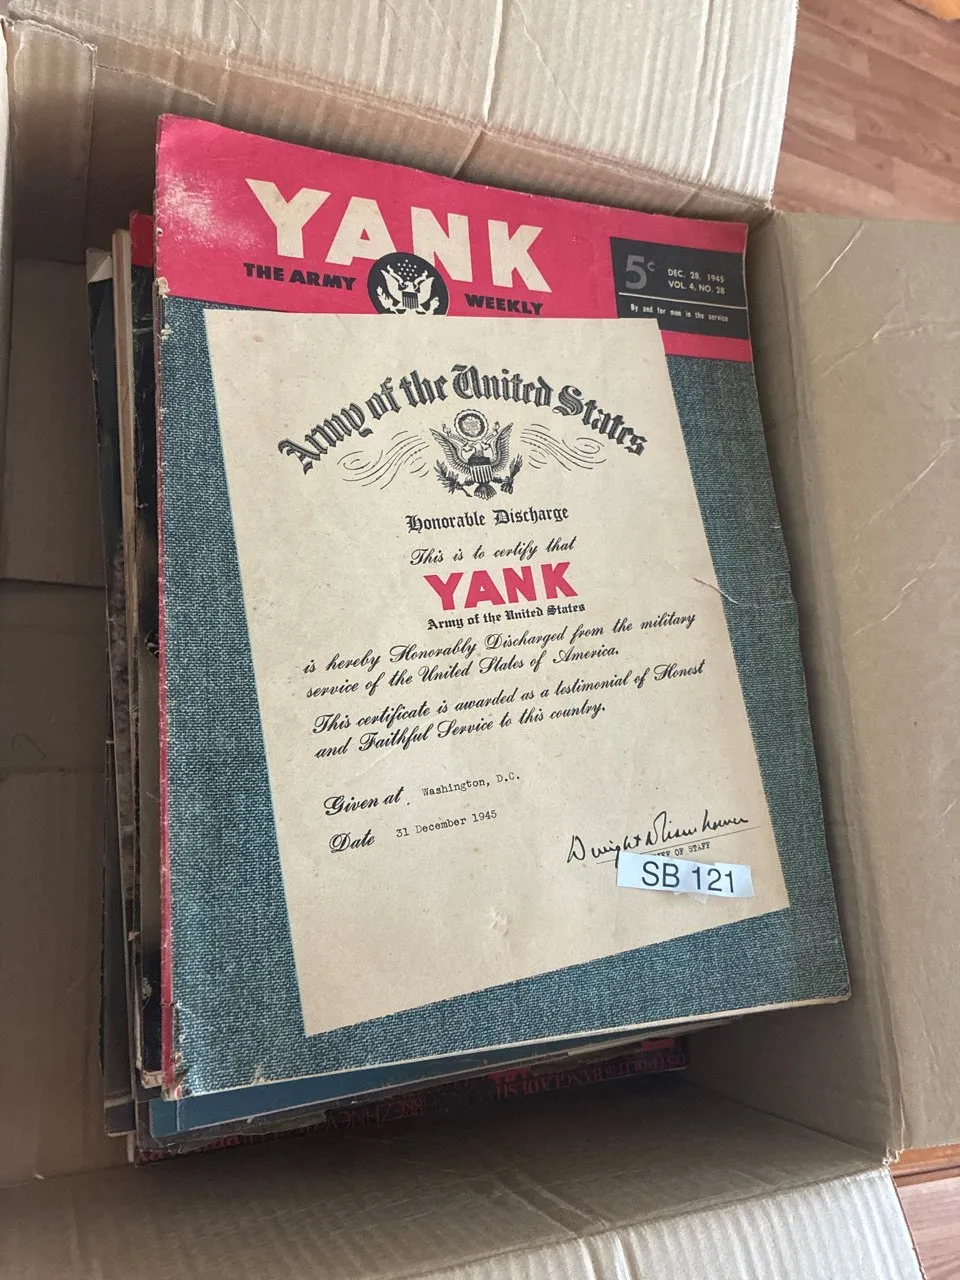 YANK
THE ARMY WEEKLY
5¢
DEC. 28, 1945
VOL. 4, NO. 28
By and for men in the service
Army of the United States
Honorable Discharge
This is to certify that
YANK
Army of the United States
is hereby Honorably Discharged from the military
service of the United States of America.
This certificate is awarded as a testimonial of Honest
and Faithful Service to this country.
Given at Washington, D.C.
Date 31 December 1945
Dwight D Eisenhower
OF STAFF
SB 121